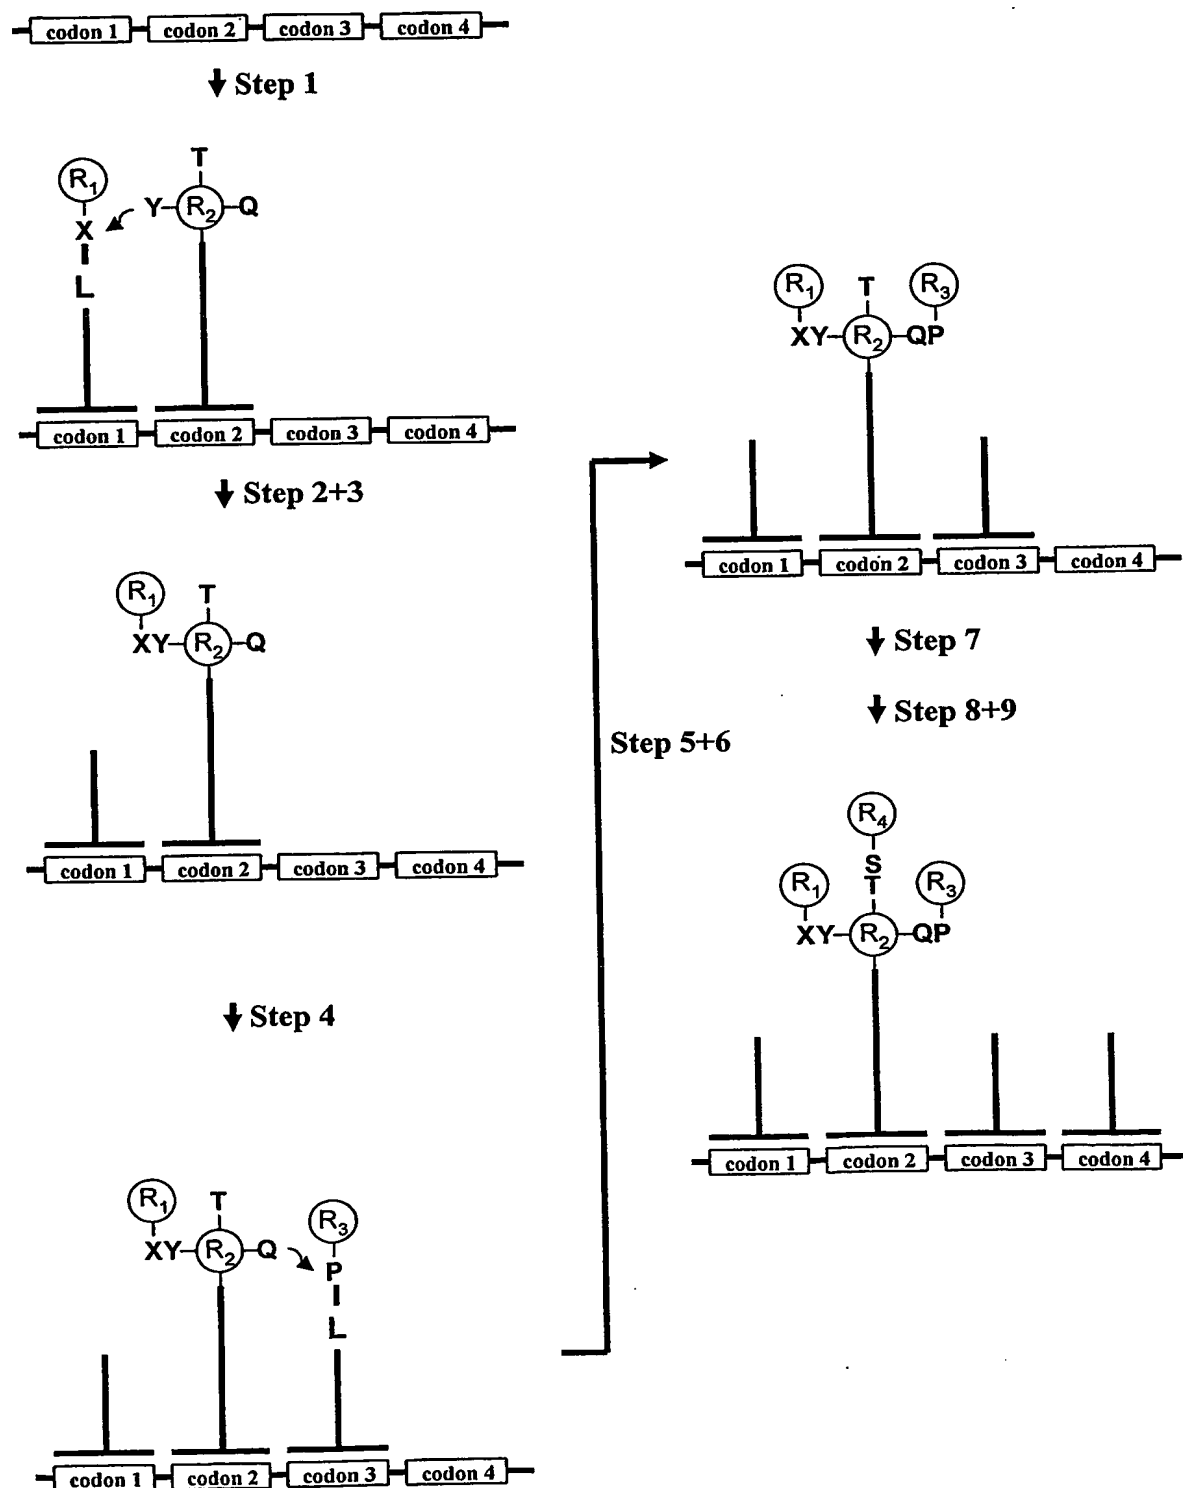 codon 1 codon 2 codon 3 codon 4
Step 1
T
R1
Y R2 Q
X
L
codon 1 codon 2 codon 3 codon 4
Step 2+3
R1 T
XY R2 Q
codon 1 codon 2 codon 3 codon 4
Step 4
R1 T
R3
XY R2 Q
P
L
codon 1 codon 2 codon 3 codon 4
Step 5+6
R1 T R3
XY R2 QP
codon 1 codon 2 codon 3 codon 4
Step 7
Step 8+9
R4
S
R1 T R3
XY R2 QP
codon 1 codon 2 codon 3 codon 4